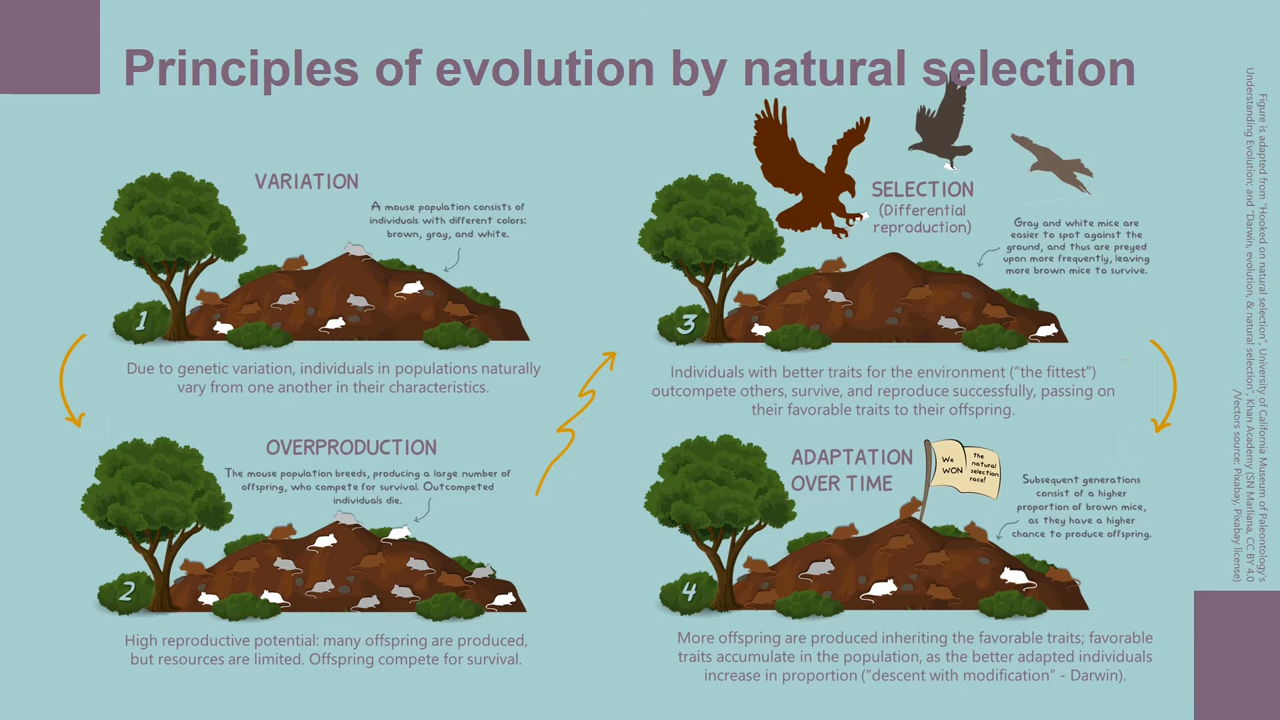 Principles of evolution by natural selection
VARIATION
A mouse population consists of
individuals with different colors:
brown, gray, and white.
1
Due to genetic variation, individuals in populations naturally
vary from one another in their characteristics.
OVERPRODUCTION
The mouse population breeds, producing a large number of
offspring, who compete for survival. Outcompeted
individuals die.
2
High reproductive potential: many offspring are produced,
but resources are limited. Offspring compete for survival.
SELECTION
(Differential
reproduction)
Gray and white mice are
easier to spot against the
ground, and thus are preyed
upon more frequently, leaving
more brown mice to survive.
3
Individuals with better traits for the environment ("the fittest")
outcompete others, survive, and reproduce successfully, passing on
their favorable traits to their offspring.
ADAPTATION
OVER TIME
We
WON
the
natural
selection
race!
Subsequent generations
consist of a higher
proportion of brown mice,
as they have a higher
chance to produce offspring.
4
More offspring are produced inheriting the favorable traits; favorable
traits accumulate in the population, as the better adapted individuals
increase in proportion ("descent with modification" - Darwin).
Figure is adapted from "Hooked on natural selection", University of California Museum of Paleontology's
Understanding Evolution; and "Darwin, evolution, & natural selection", Khan Academy (SN Marliana, CC BY 4.0
/Vectors source: Pixabay, Pixabay license)